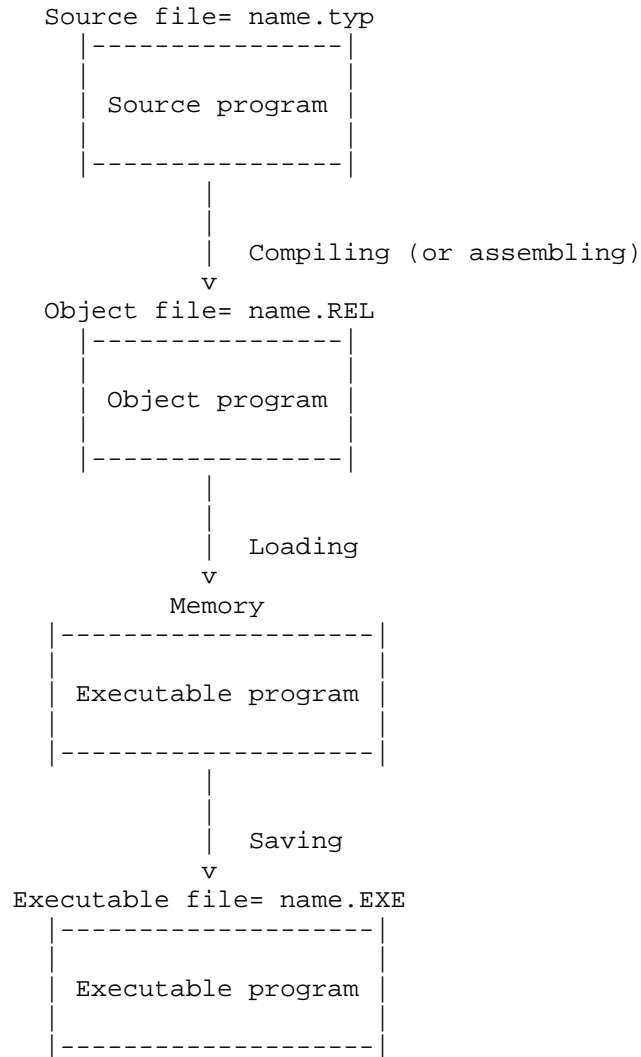 Source file= name.typ
Source program
Compiling (or assembling)
v
Object file= name.REL
Object program
Loading
v
Memory
Executable program
Saving
v
Executable file= name.EXE
Executable program